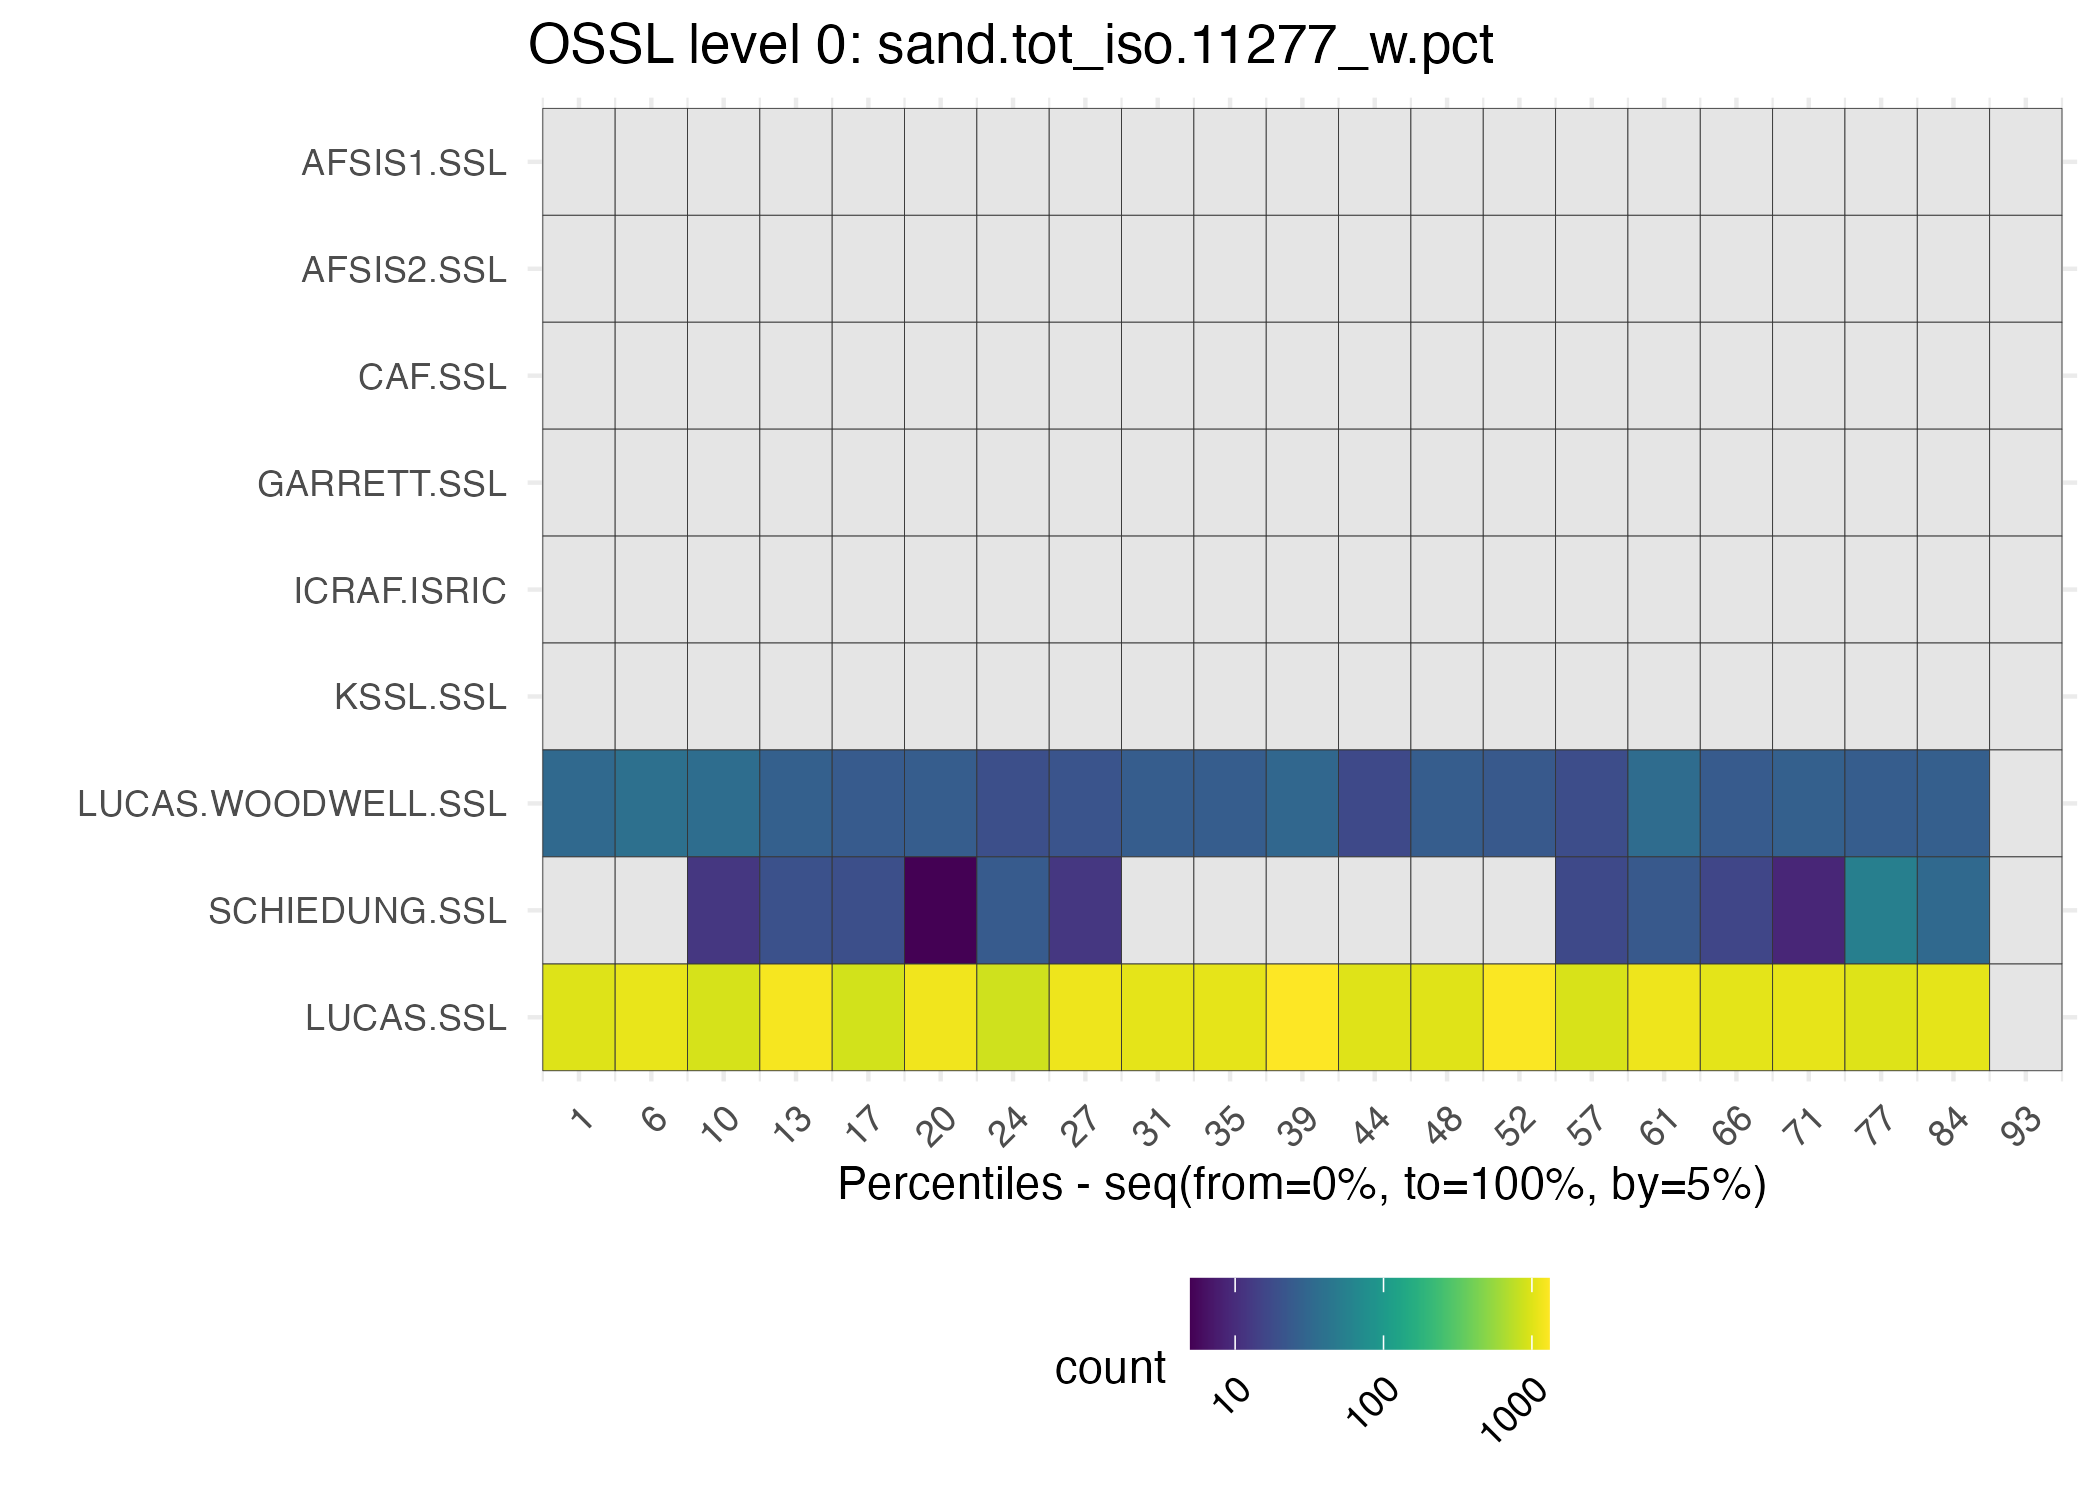 OSSL level 0: sand.tot_iso.11277_w.pct
AFSIS1.SSL
AFSIS2.SSL
CAF.SSL
GARRETT.SSL
ICRAF.ISRIC
KSSL.SSL
LUCAS.WOODWELL.SSL
SCHIEDUNG.SSL
LUCAS.SSL
1 6 10 13 17 20 24 27 31 35 39 44 48 52 57 61 66 71 77 84 93
Percentiles - seq(from=0%, to=100%, by=5%)
count
10 100 1000